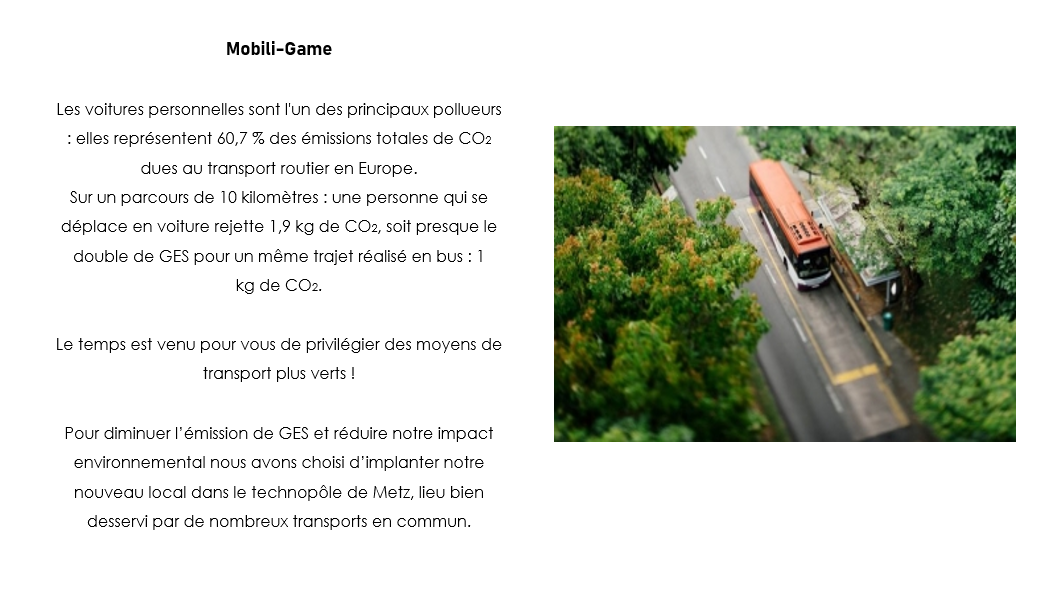 Mobili-Game
Les voitures personnelles sont l'un des principaux pollueurs
: elles représentent 60,7 % des émissions totales de CO₂
dues au transport routier en Europe.
Sur un parcours de 10 kilomètres : une personne qui se
déplace en voiture rejette 1,9 kg de CO₂, soit presque le
double de GES pour un même trajet réalisé en bus : 1
kg de CO₂.
Le temps est venu pour vous de privilégier des moyens de
transport plus verts !
Pour diminuer l’émission de GES et réduire notre impact
environnemental nous avons choisi d’implanter notre
nouveau local dans le technopôle de Metz, lieu bien
desservi par de nombreux transports en commun.